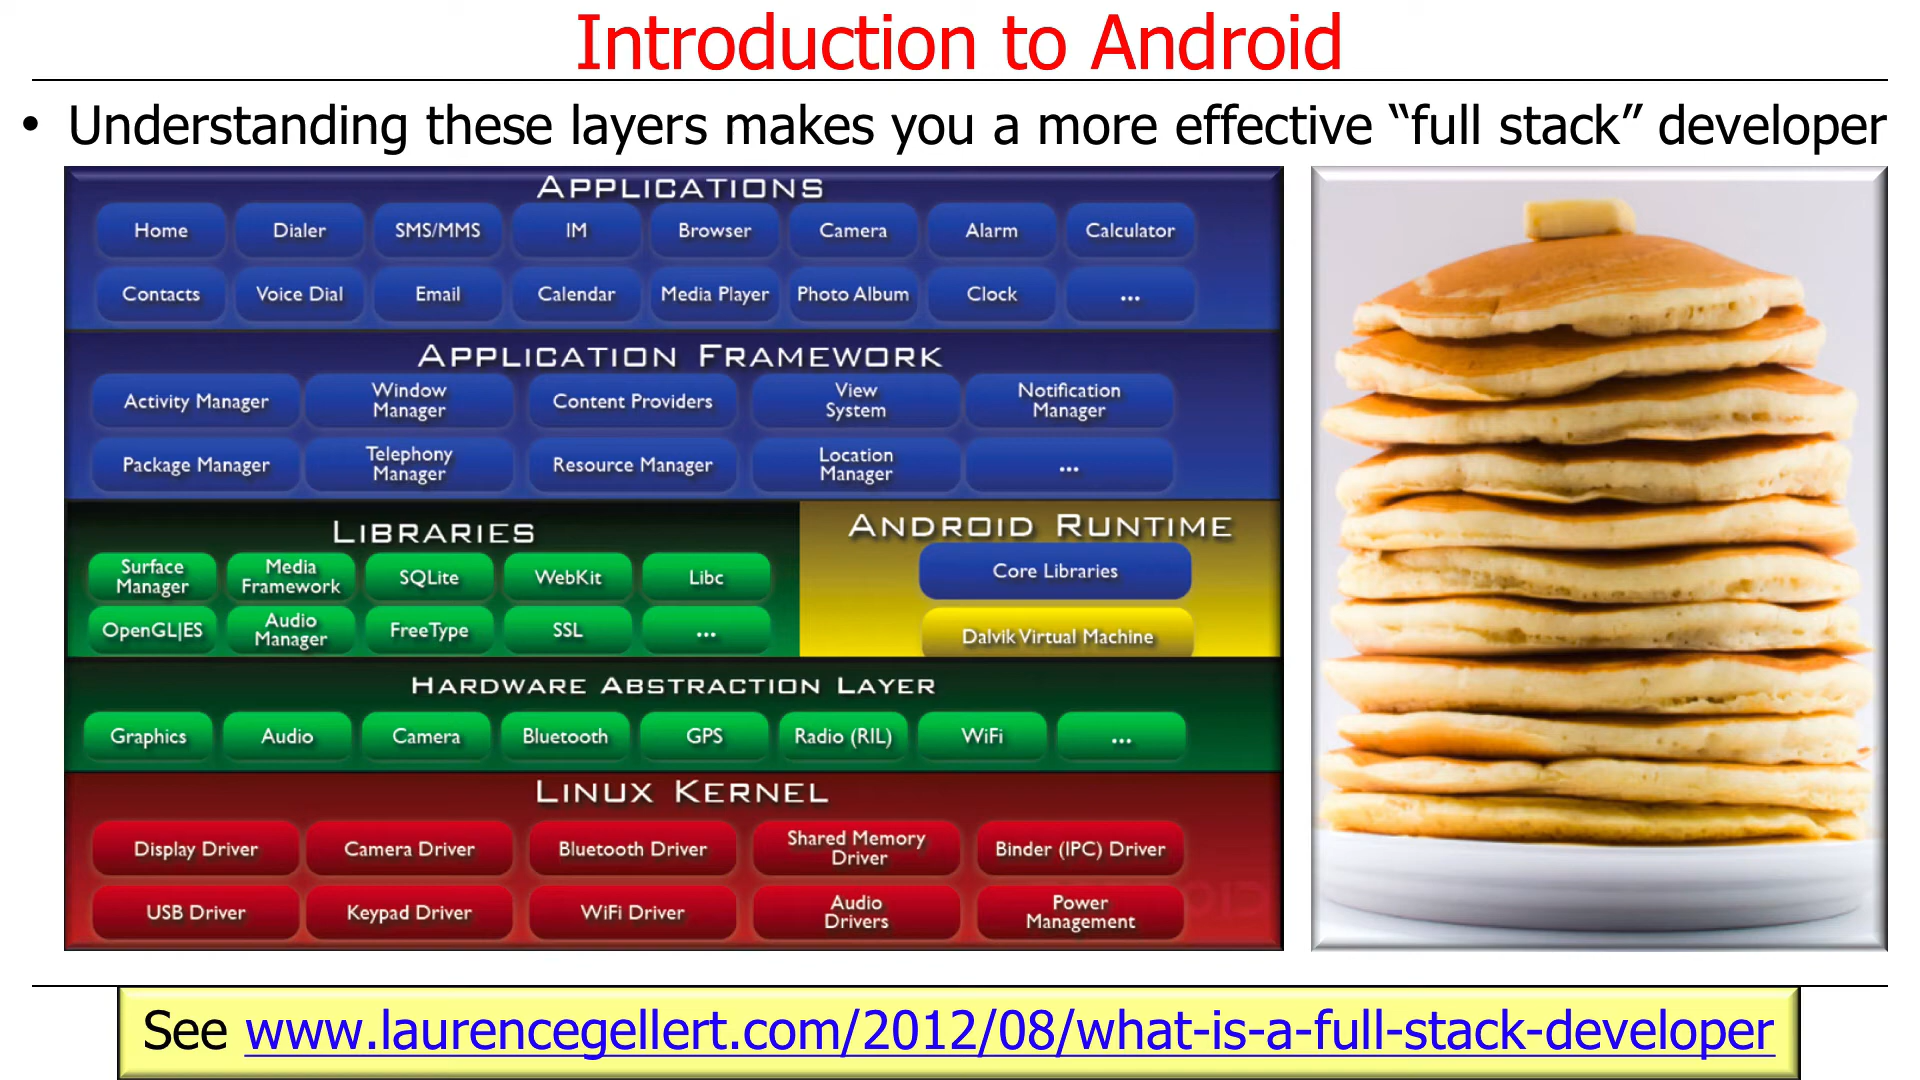 Introduction to Android
• Understanding these layers makes you a more effective “full stack” developer
APPLICATIONS
Home Dialer SMS/MMS IM Browser Camera Alarm Calculator
Contacts Voice Dial Email Calendar Media Player Photo Album Clock ...
APPLICATION FRAMEWORK
Activity Manager Window Manager Content Providers View System Notification Manager
Package Manager Telephony Manager Resource Manager Location Manager ...
LIBRARIES
Surface Manager Media Framework SQLite WebKit Libc
OpenGL|ES Audio Manager FreeType SSL ...
ANDROID RUNTIME
Core Libraries
Dalvik Virtual Machine
HARDWARE ABSTRACTION LAYER
Graphics Audio Camera Bluetooth GPS Radio (RIL) WiFi ...
LINUX KERNEL
Display Driver Camera Driver Bluetooth Driver Shared Memory Driver Binder (IPC) Driver
USB Driver Keypad Driver WiFi Driver Audio Drivers Power Management
See www.laurencegellert.com/2012/08/what-is-a-full-stack-developer